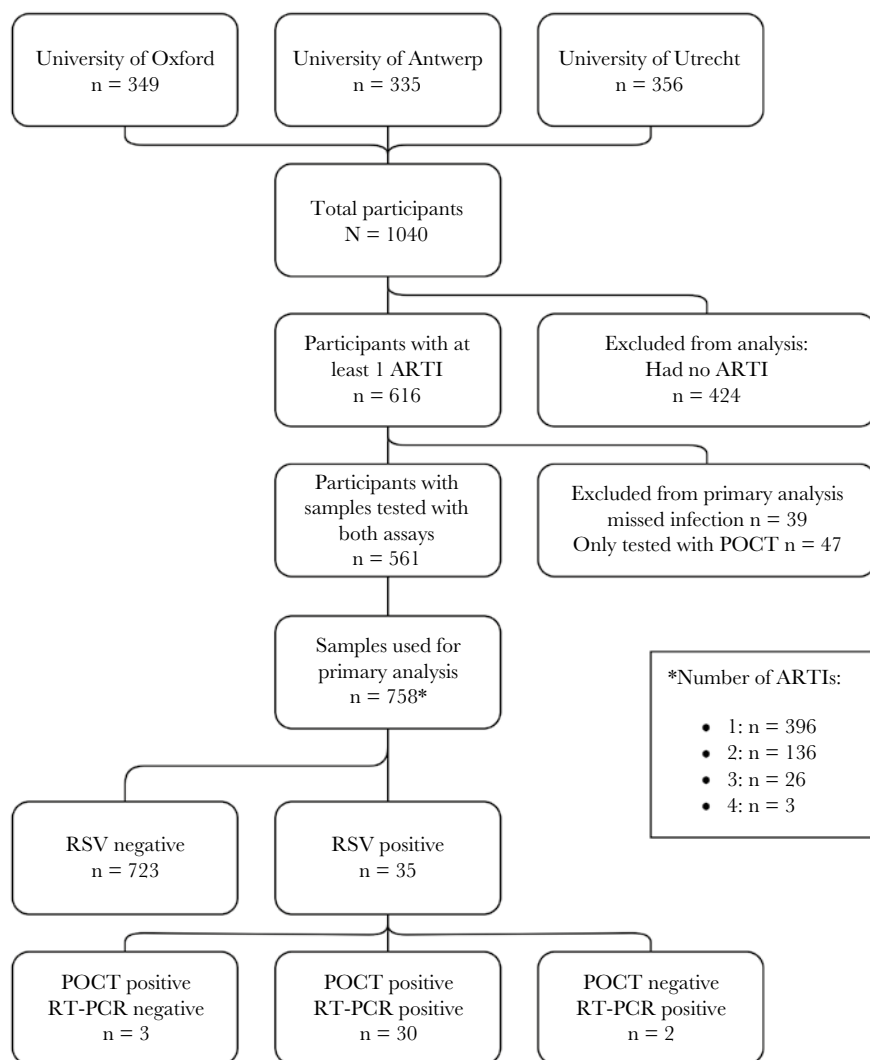 University of Oxford
n = 349
University of Antwerp
n = 335
University of Utrecht
n = 356
Total participants
N = 1040
Participants with at
least 1 ARTI
n = 616
Excluded from analysis:
Had no ARTI
n = 424
Participants with
samples tested with
both assays
n = 561
Excluded from primary analysis
missed infection n = 39
Only tested with POCT n = 47
Samples used for
primary analysis
n = 758*
*Number of ARTIs:
• 1: n = 396
• 2: n = 136
• 3: n = 26
• 4: n = 3
RSV negative
n = 723
RSV positive
n = 35
POCT positive
RT-PCR negative
n = 3
POCT positive
RT-PCR positive
n = 30
POCT negative
RT-PCR positive
n = 2